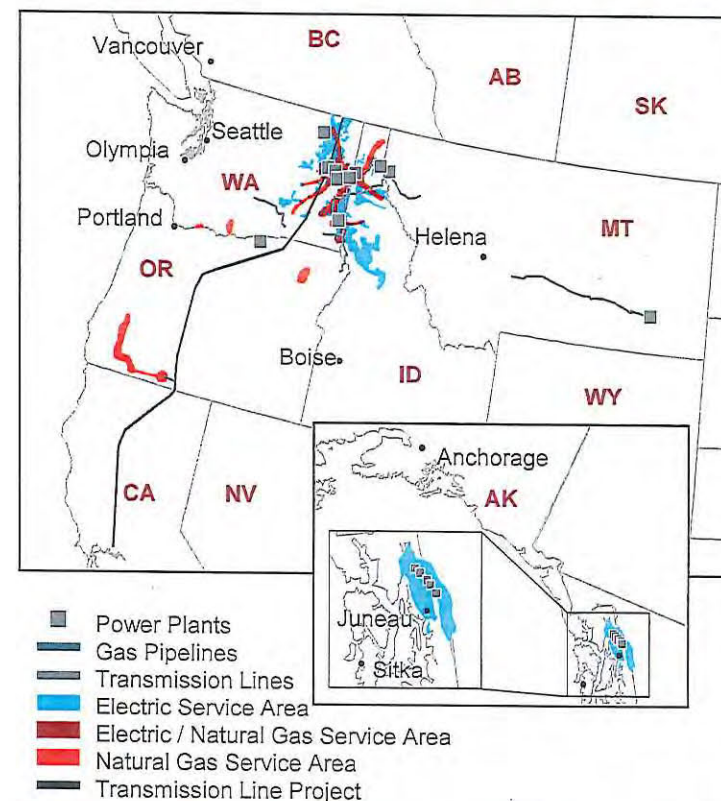 BC
Vancouver
AB
SK
Seattle
Olympia
WA
Portland
Helena
MT
OR
Boise
ID
WY
Anchorage
CA
NV
AK
Juneau
Sitka
Power Plants
Gas Pipelines
Transmission Lines
Electric Service Area
Electric / Natural Gas Service Area
Natural Gas Service Area
Transmission Line Project